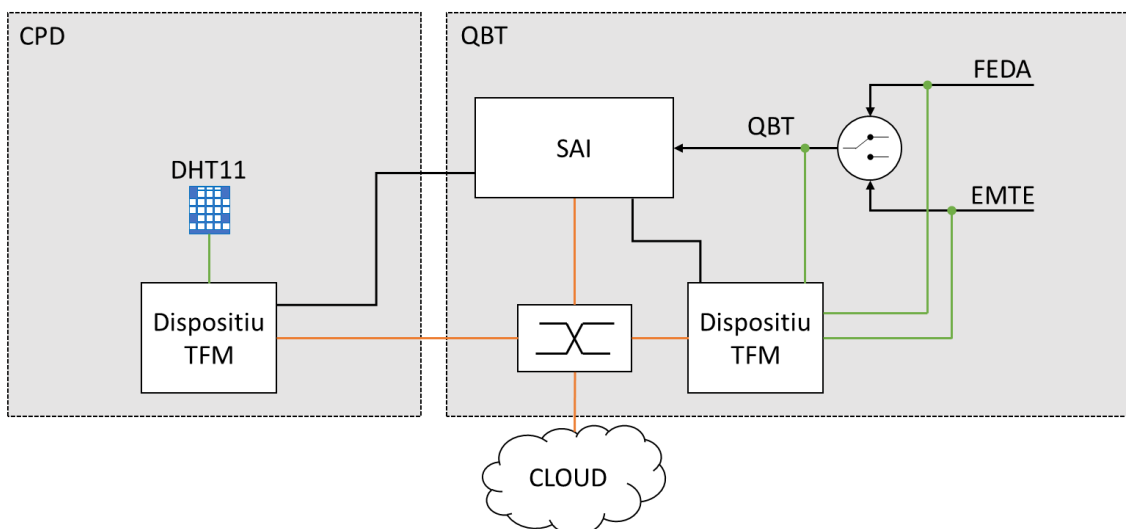 CPD
QBT
FEDA
QBT
SAI
DHT11
EMTE
Dispositiu
TFM
Dispositiu
TFM
CLOUD